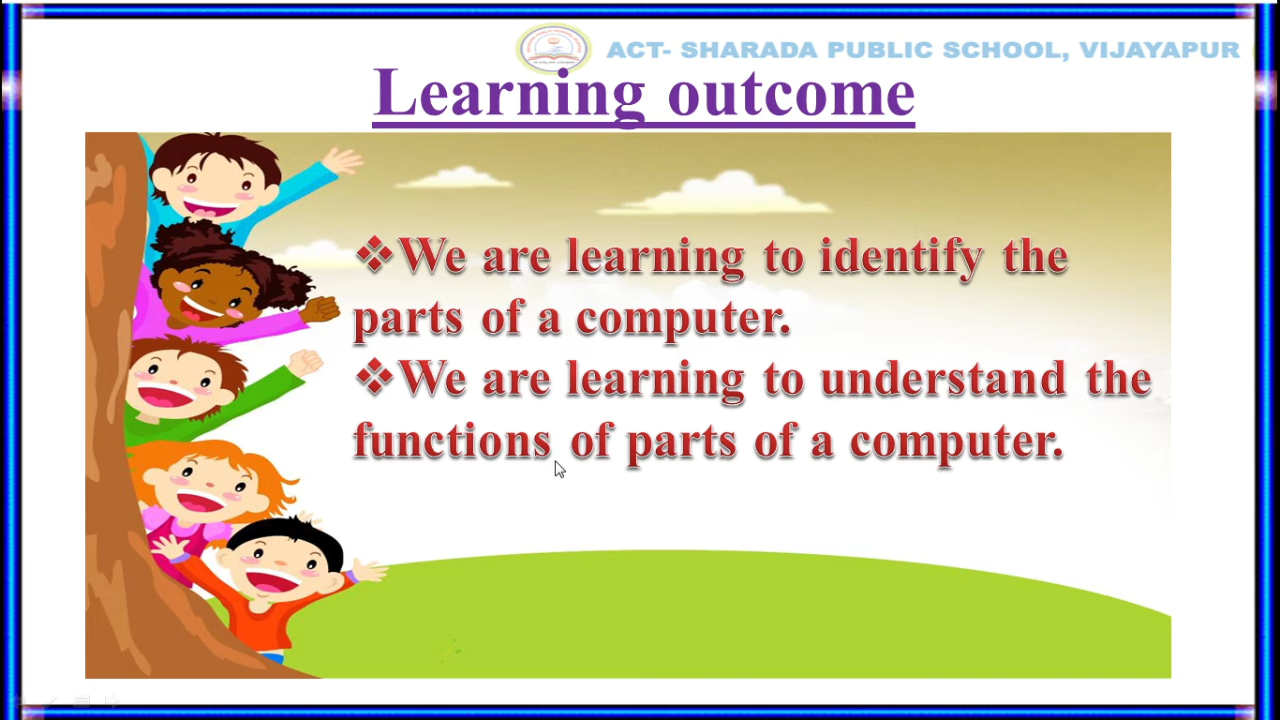 ACT- SHARADA PUBLIC SCHOOL, VIJAYAPUR
Learning outcome
❖We are learning to identify the
parts of a computer.
❖We are learning to understand the
functions of parts of a computer.